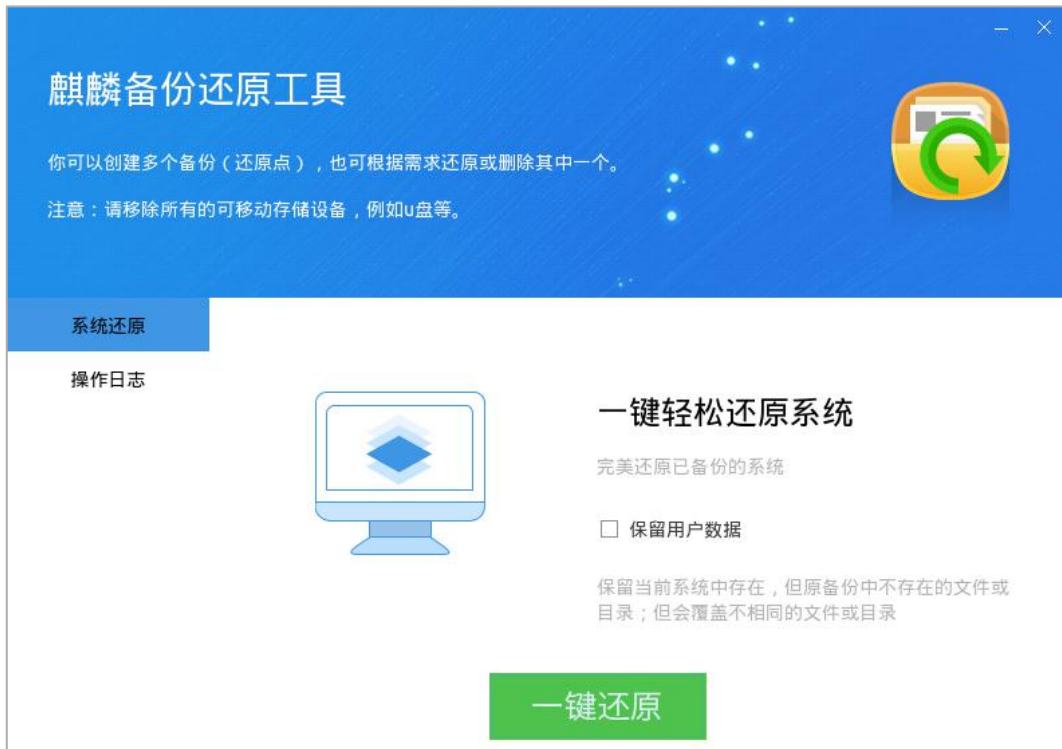 麒麟备份还原工具
你可以创建多个备份（还原点），也可根据需求还原或删除其中一个。
注意：请移除所有的可移动存储设备，例如u盘等。
系统还原
操作日志
一键轻松还原系统
完美还原已备份的系统
保留用户数据
保留当前系统中存在，但原备份中不存在的文件或
目录；但会覆盖不相同的文件或目录
一键还原